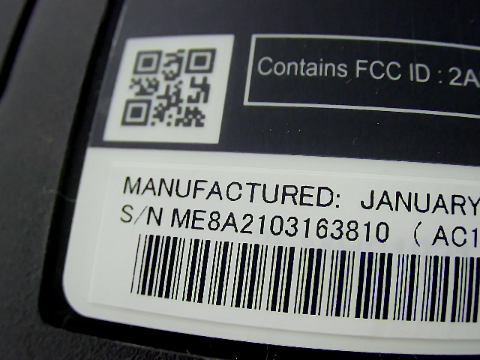 Contains FCC ID : 2A
MANUFACTURED: JANUARY
S/N ME8A2103163810 ( AC1